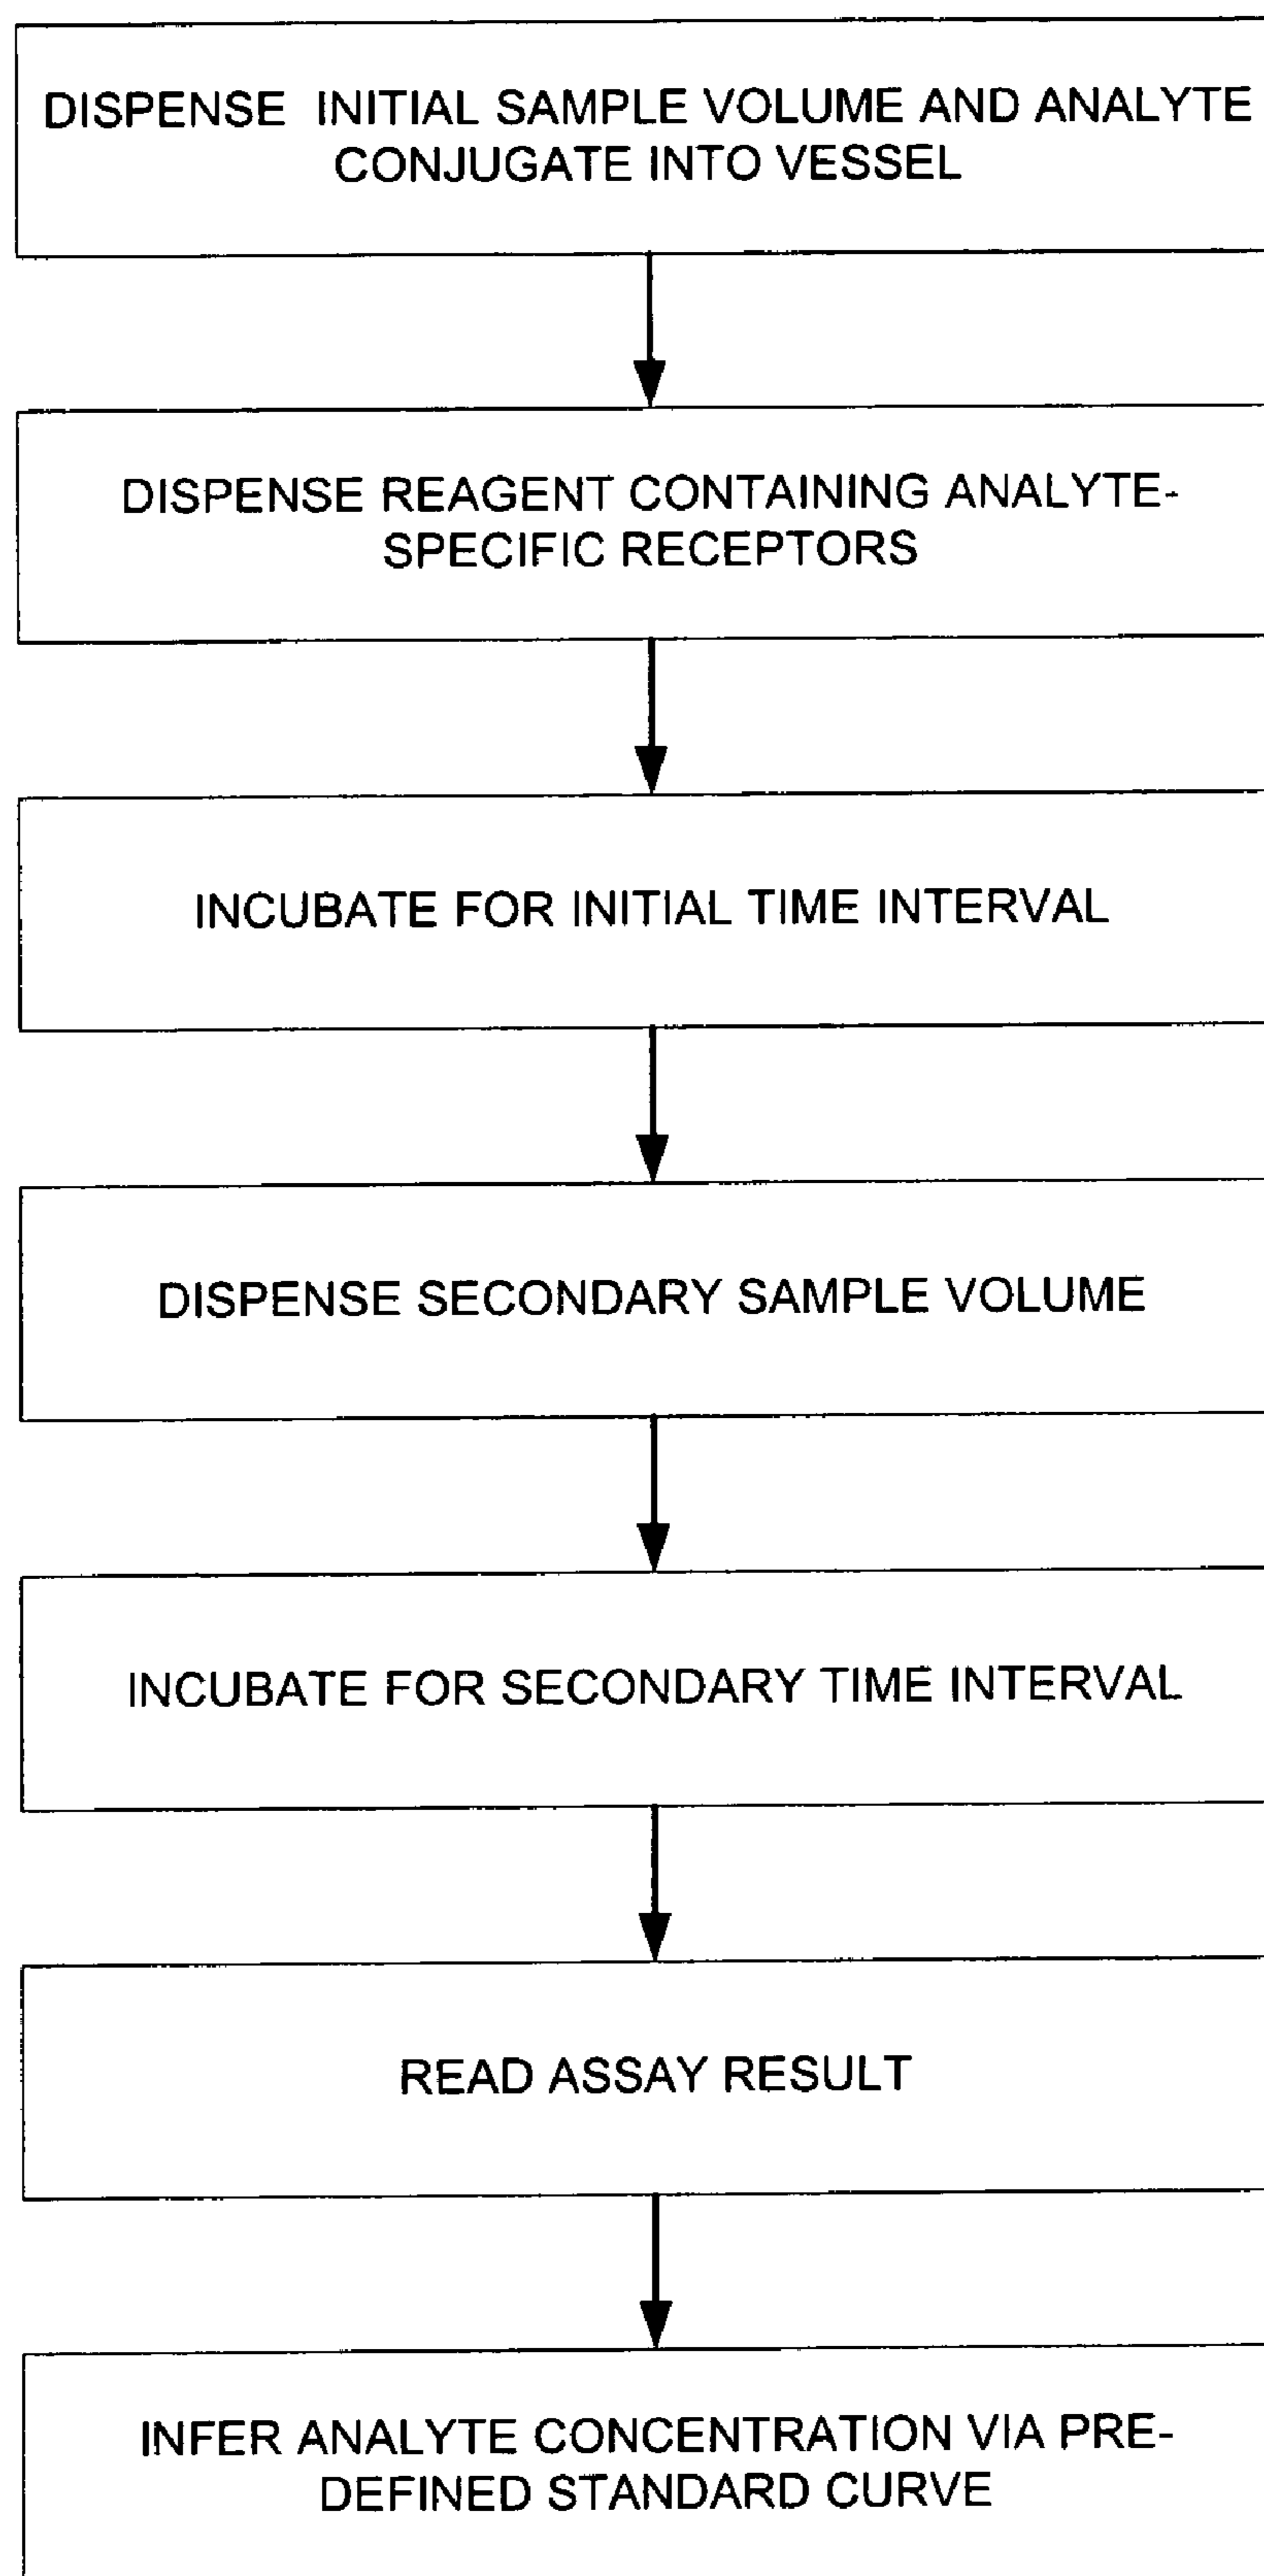 DISPENSE INITIAL SAMPLE VOLUME AND ANALYTE
CONJUGATE INTO VESSEL
DISPENSE REAGENT CONTAINING ANALYTE-
SPECIFIC RECEPTORS
INCUBATE FOR INITIAL TIME INTERVAL
DISPENSE SECONDARY SAMPLE VOLUME
INCUBATE FOR SECONDARY TIME INTERVAL
READ ASSAY RESULT
INFER ANALYTE CONCENTRATION VIA PRE-
DEFINED STANDARD CURVE